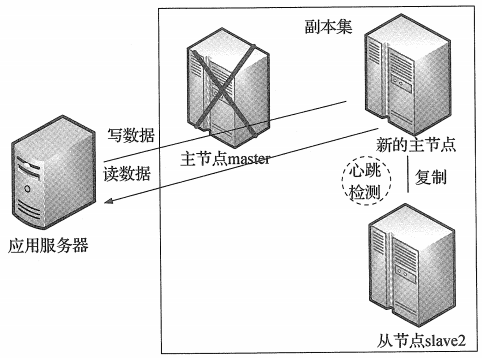 副本集
写数据
读数据
主节点master
新的主节点
心跳
检测
复制
应用服务器
从节点slave2